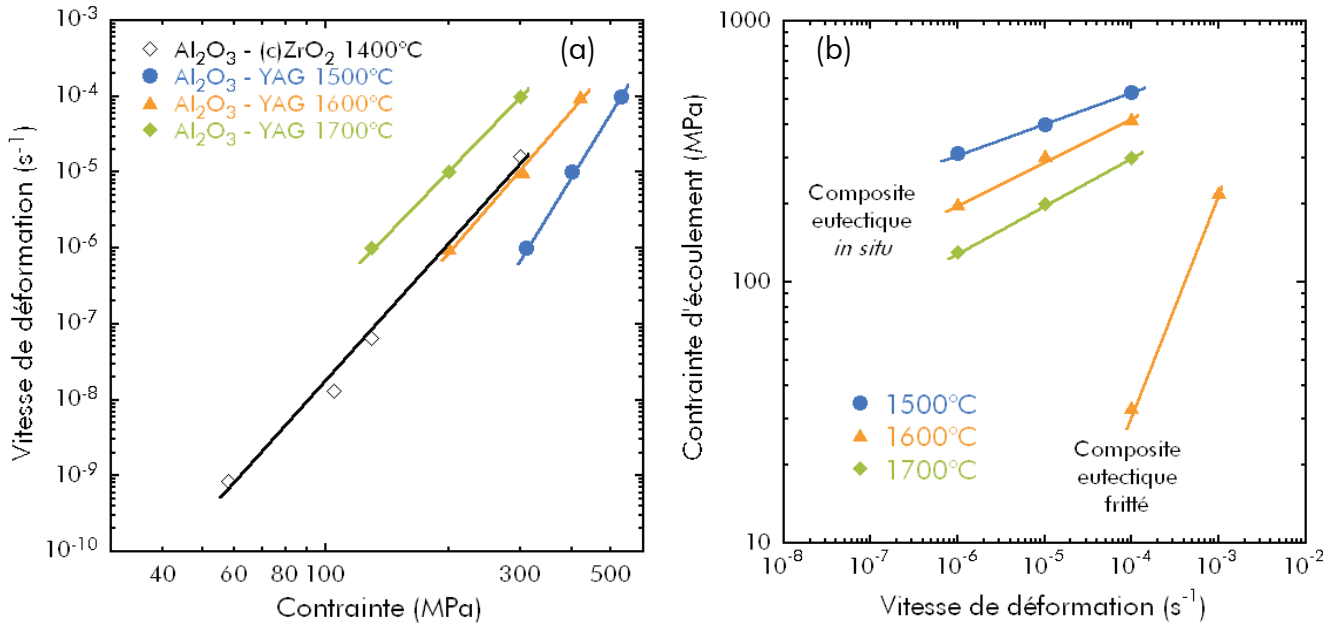 (a)
Al₂O₃ - (c)ZrO₂ 1400°C
Al₂O₃ - YAG 1500°C
Al₂O₃ - YAG 1600°C
Al₂O₃ - YAG 1700°C
Vitesse de déformation (s⁻¹)
10⁻³
10⁻⁴
10⁻⁵
10⁻⁶
10⁻⁷
10⁻⁸
10⁻⁹
10⁻¹⁰
40
60
80
100
300
500
Contrainte (MPa)
(b)
Contrainte d'écoulement (MPa)
1000
100
10
Composite
eutectique
in situ
1500°C
1600°C
1700°C
Composite
eutectique
fritté
10⁻⁸
10⁻⁷
10⁻⁶
10⁻⁵
10⁻⁴
10⁻³
10⁻²
Vitesse de déformation (s⁻¹)